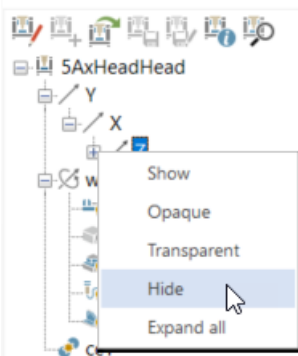 5AxHeadHead
Y
X
Z
w
Show
Opaque
Transparent
Hide
Expand all